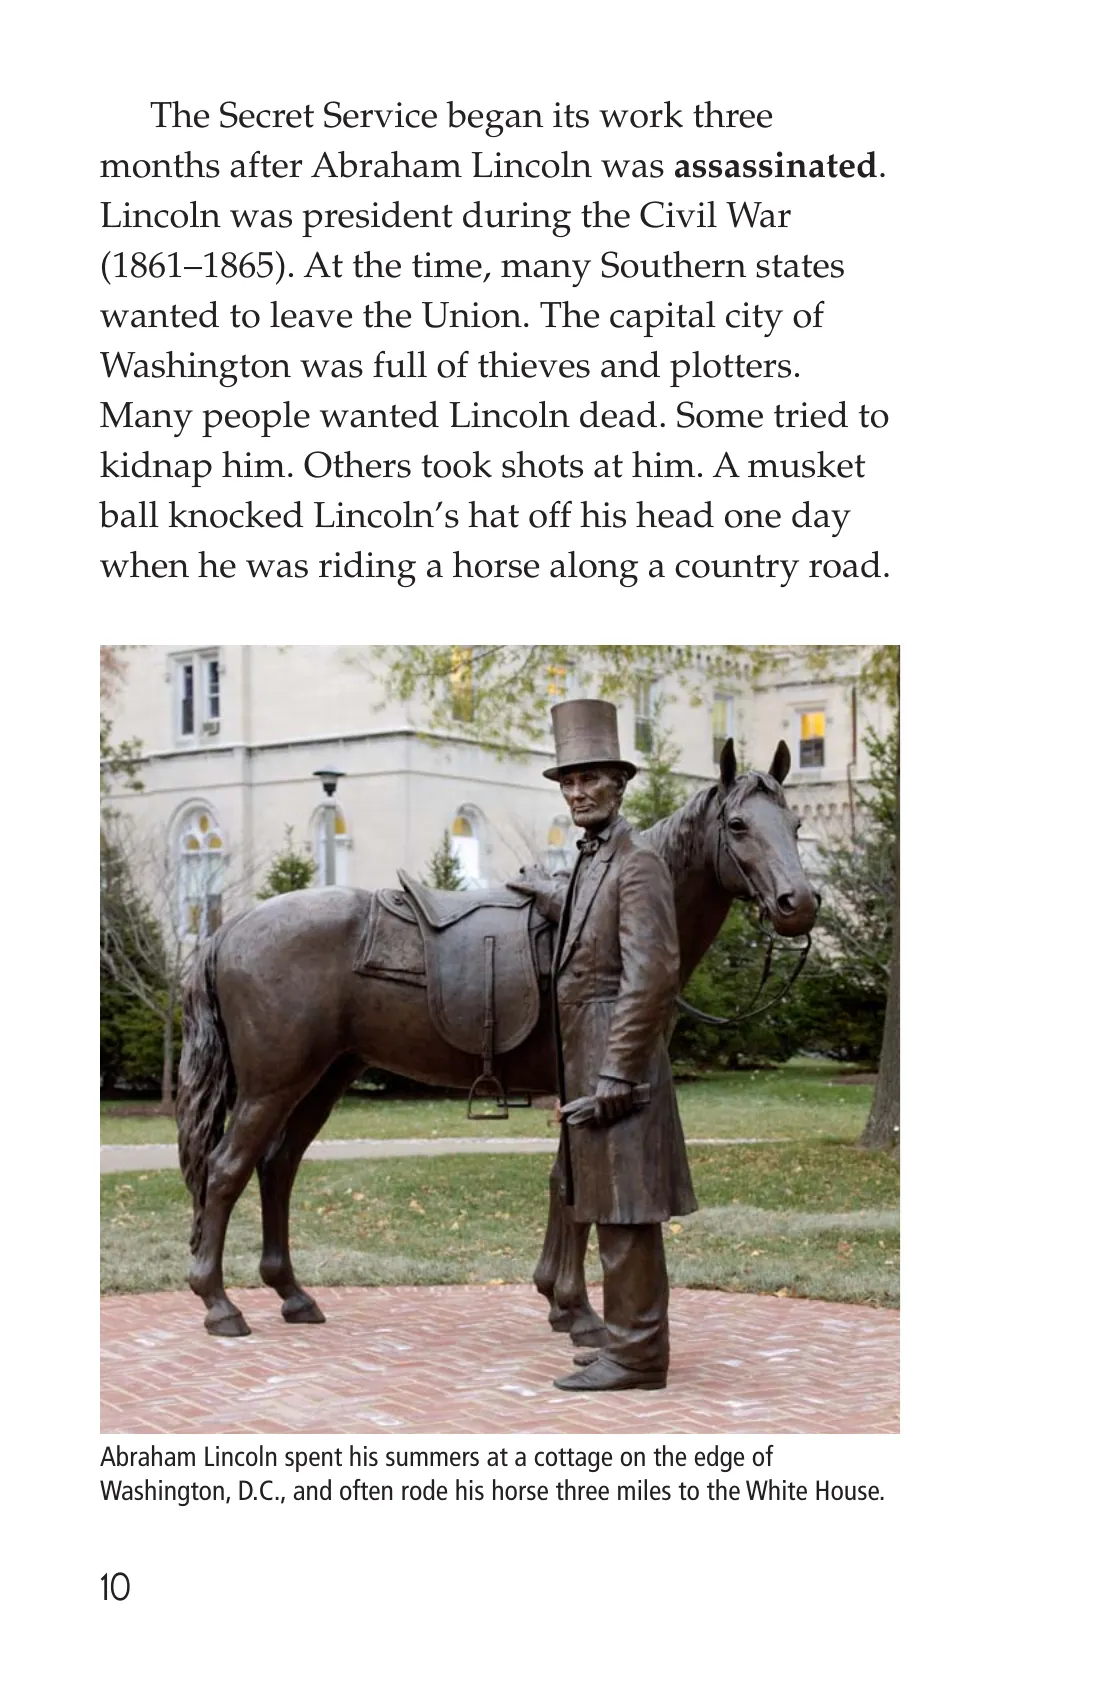 The Secret Service began its work three
months after Abraham Lincoln was assassinated.
Lincoln was president during the Civil War
(1861–1865). At the time, many Southern states
wanted to leave the Union. The capital city of
Washington was full of thieves and plotters.
Many people wanted Lincoln dead. Some tried to
kidnap him. Others took shots at him. A musket
ball knocked Lincoln’s hat off his head one day
when he was riding a horse along a country road.
Abraham Lincoln spent his summers at a cottage on the edge of
Washington, D.C., and often rode his horse three miles to the White House.
10